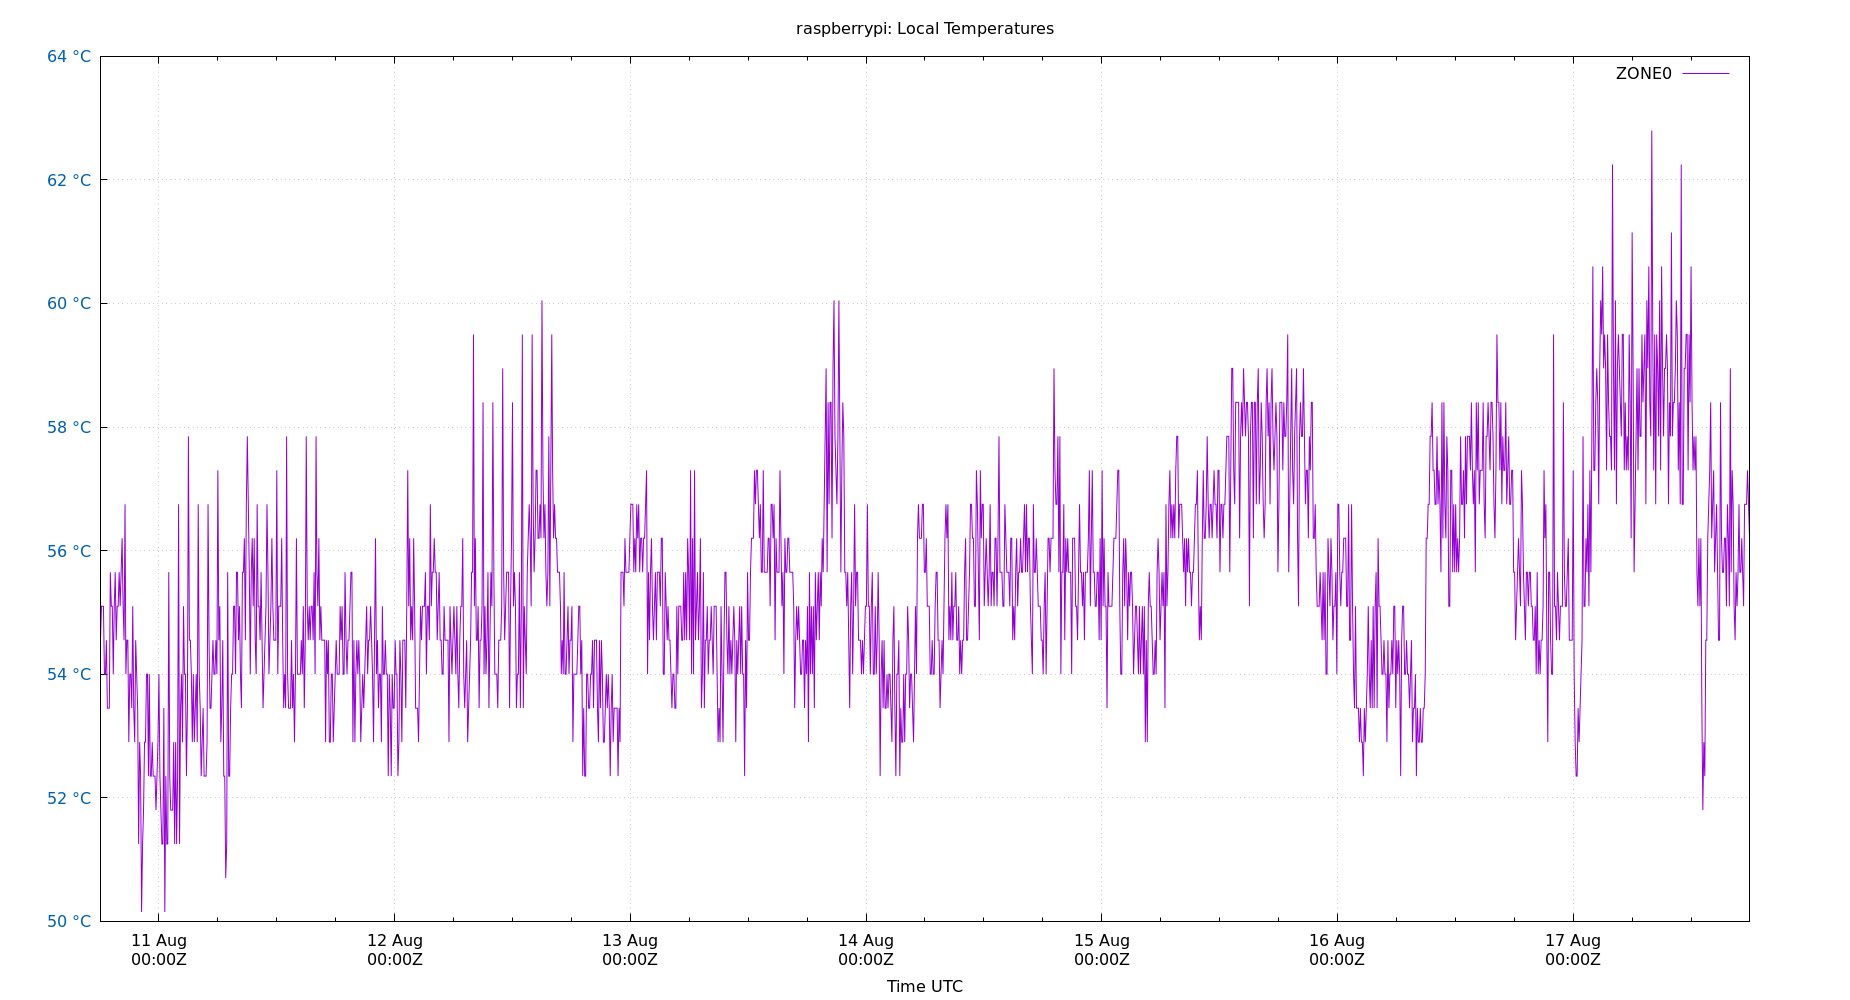 raspberrypi: Local Temperatures
64 °C
ZONE0
62 °C
60 °C
58 °C
56 °C
54 °C
52 °C
50 °C
11 Aug 12 Aug 13 Aug 14 Aug 15 Aug 16 Aug 17 Aug
00:00Z 00:00Z 00:00Z 00:00Z 00:00Z 00:00Z 00:00Z
Time UTC